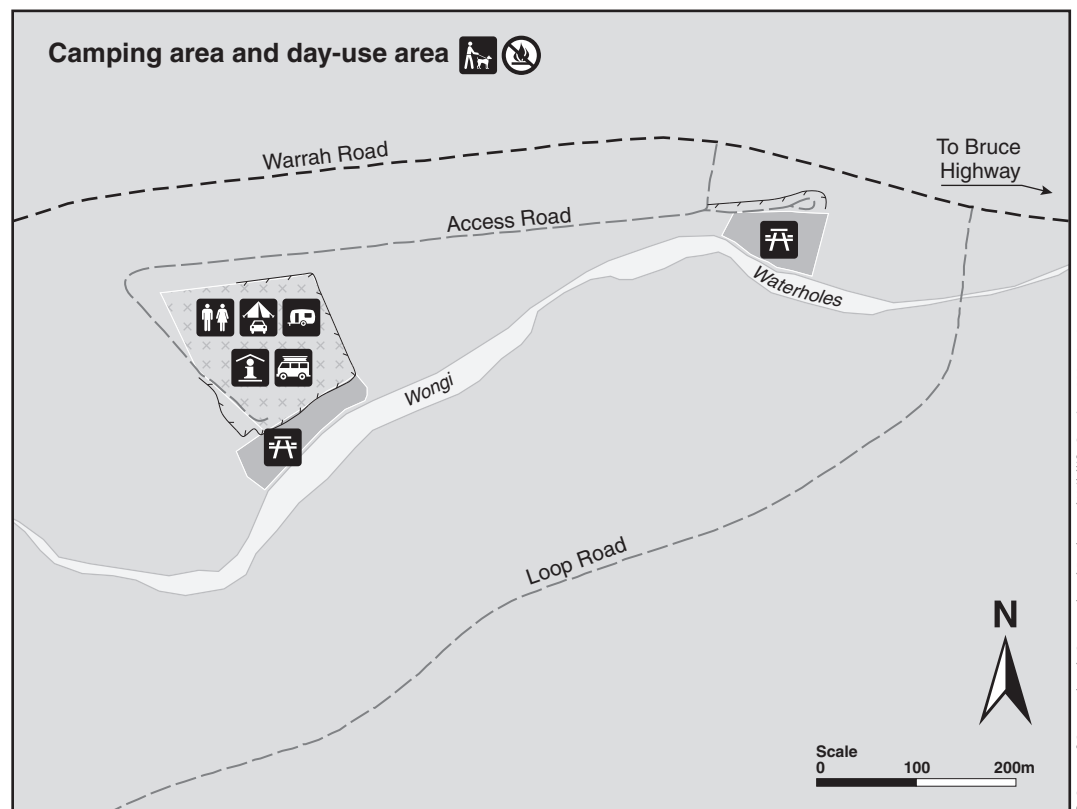 Camping area and day-use area
Warrah Road
To Bruce
Highway
Access Road
Waterholes
Wongi
Loop Road
N
Scale
0 100 200m